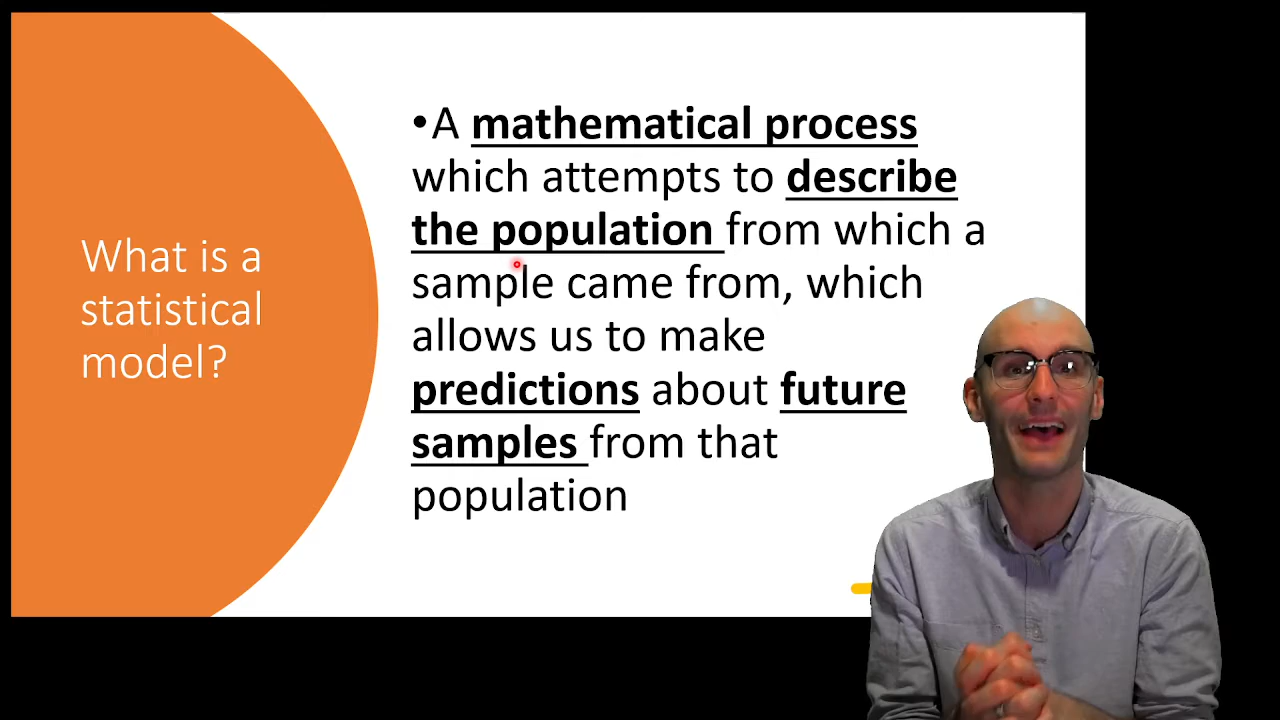 What is a
statistical
model?
•A mathematical process
which attempts to describe
the population from which a
sample came from, which
allows us to make
predictions about future
samples from that
population